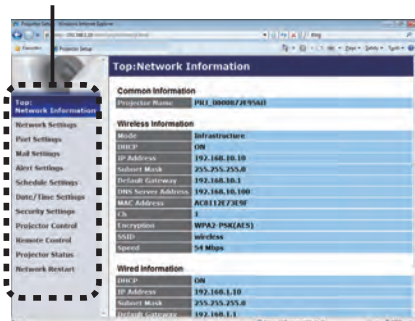 Top:Network Information
Common Information
Projector Name
Top:
Network Information
Network Settings
Port Settings
Mail Settings
Alert Settings
Schedule Settings
Date/Time Settings
Security Settings
Projector Control
Remote Control
Projector Status
Network Restart
Wireless Information
Mode Infrastructure
DHCP ON
IP Address 192.168.10.10
Subnet Mask 255.255.255.0
Default Gateway 192.168.10.1
DNS Server Address 192.168.10.100
MAC Address
Ch 1
Encryption WPA2-PSK(AES)
SSID wireless
Speed 54 Mbps
Wired Information
DHCP ON
IP Address 192.168.1.10
Subnet Mask 255.255.255.0
Default Gateway 192.168.1.1